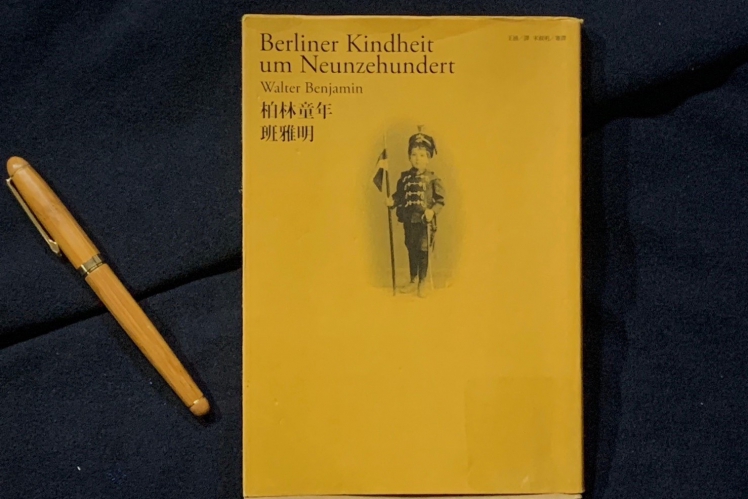 Berliner Kindheit
um Neunzehundert
Walter Benjamin
柏林童年
班雅明